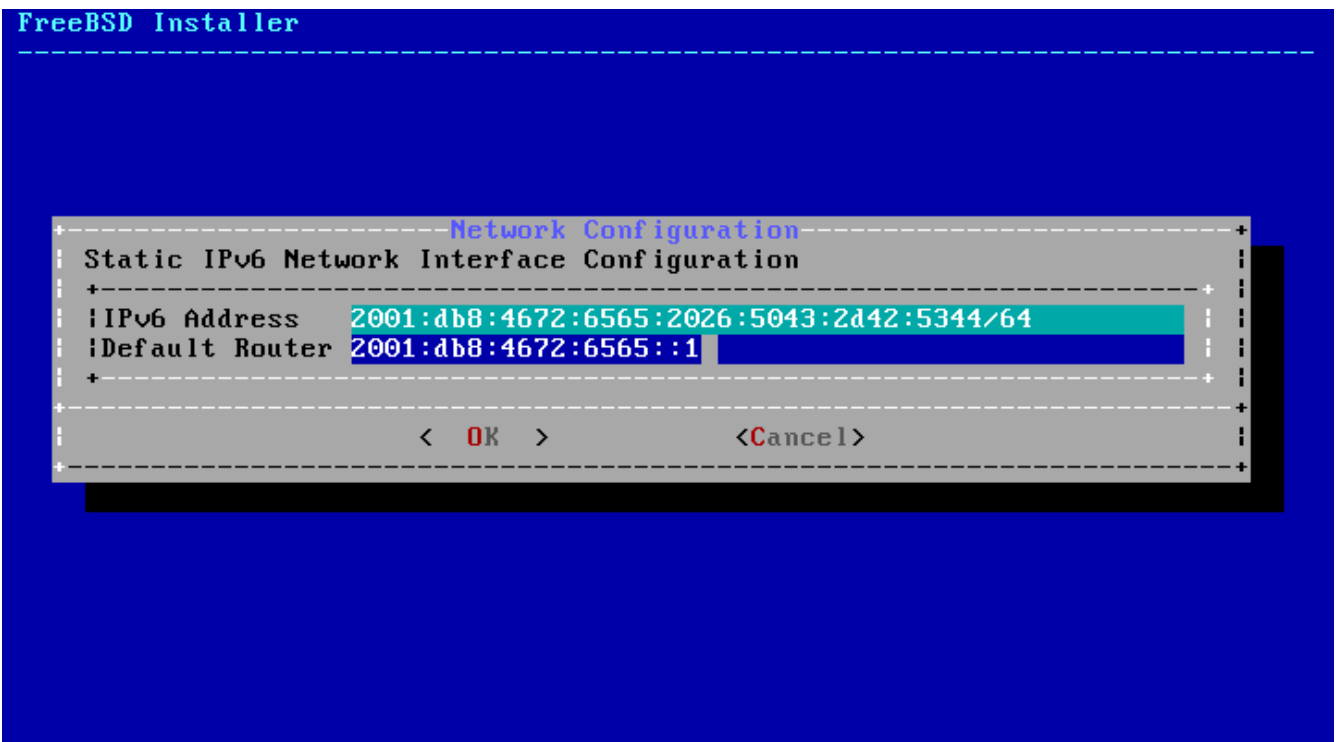 FreeBSD Installer
Network Configuration
Static IPv6 Network Interface Configuration
IPv6 Address 2001:db8:4672:6565:2026:5043:2d42:5344/64
Default Router 2001:db8:4672:6565::1
< OK > <Cancel>